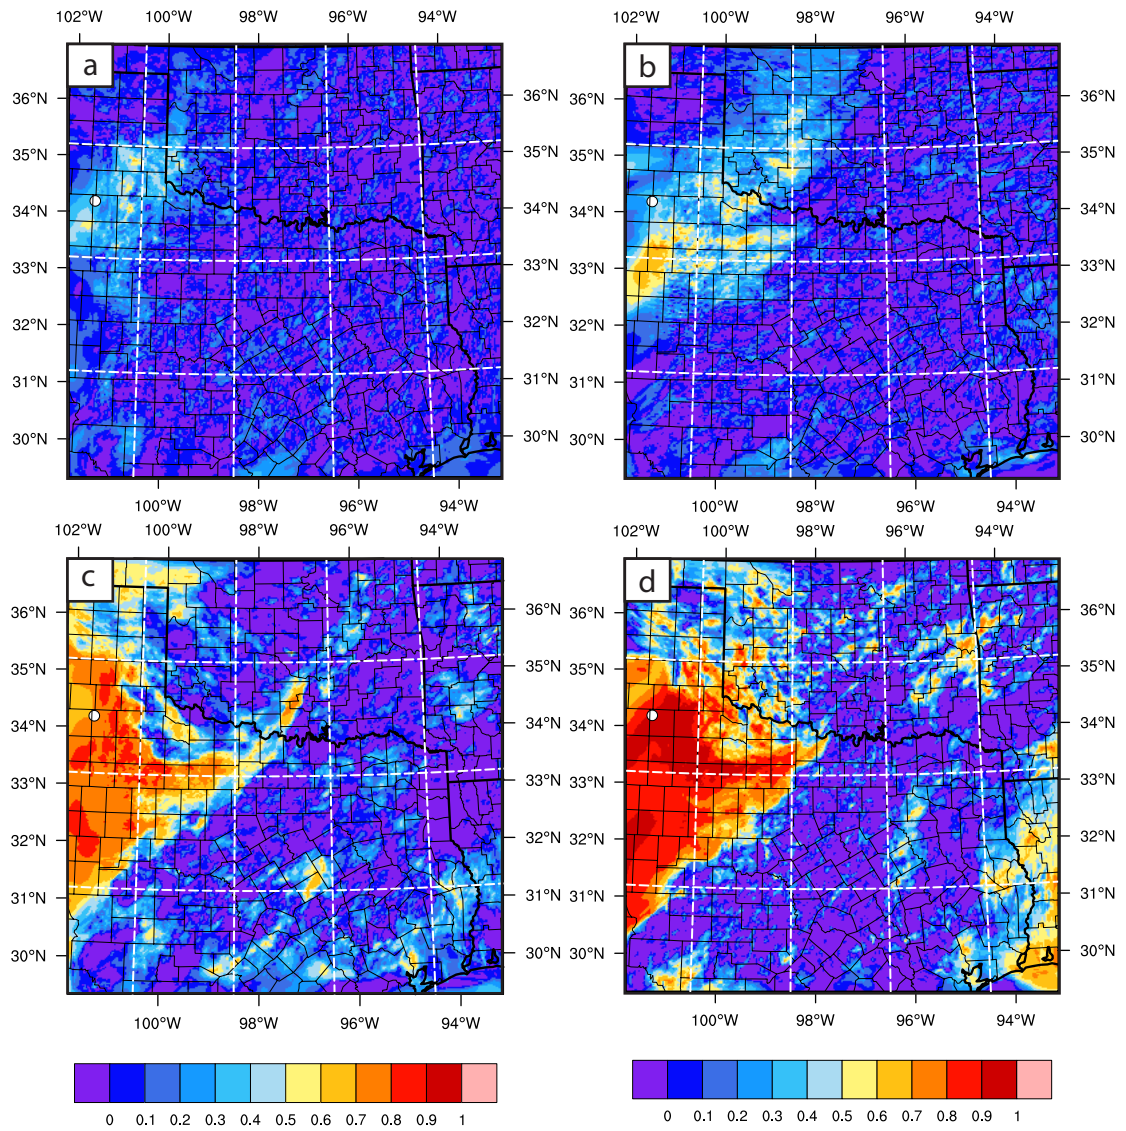 102°W 100°W 98°W 96°W 94°W
102°W 100°W 98°W 96°W 94°W
a
b
36°N 36°N 36°N 36°N
35°N 35°N 35°N 35°N
34°N 34°N 34°N 34°N
33°N 33°N 33°N 33°N
32°N 32°N 32°N 32°N
31°N 31°N 31°N 31°N
30°N 30°N 30°N 30°N
100°W 98°W 96°W 94°W
100°W 98°W 96°W 94°W
102°W 100°W 98°W 96°W 94°W
102°W 100°W 98°W 96°W 94°W
c
d
36°N 36°N 36°N 36°N
35°N 35°N 35°N 35°N
34°N 34°N 34°N 34°N
33°N 33°N 33°N 33°N
32°N 32°N 32°N 32°N
31°N 31°N 31°N 31°N
30°N 30°N 30°N 30°N
100°W 98°W 96°W 94°W
100°W 98°W 96°W 94°W
0 0.1 0.2 0.3 0.4 0.5 0.6 0.7 0.8 0.9 1
0 0.1 0.2 0.3 0.4 0.5 0.6 0.7 0.8 0.9 1